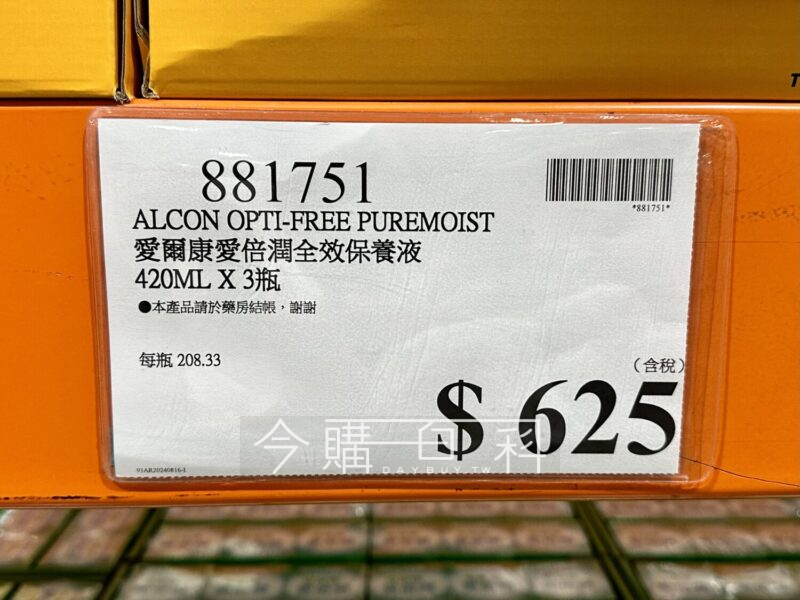 T
881751
*881751*
ALCON OPTI-FREE PUREMOIST
愛爾康愛倍潤全效保養液
420ML X 3瓶
●本產品請於藥房結帳，謝謝
每瓶 208.33
(含稅)
$ 625
今購百科
DAYBUY.TW
93AR20240816-1